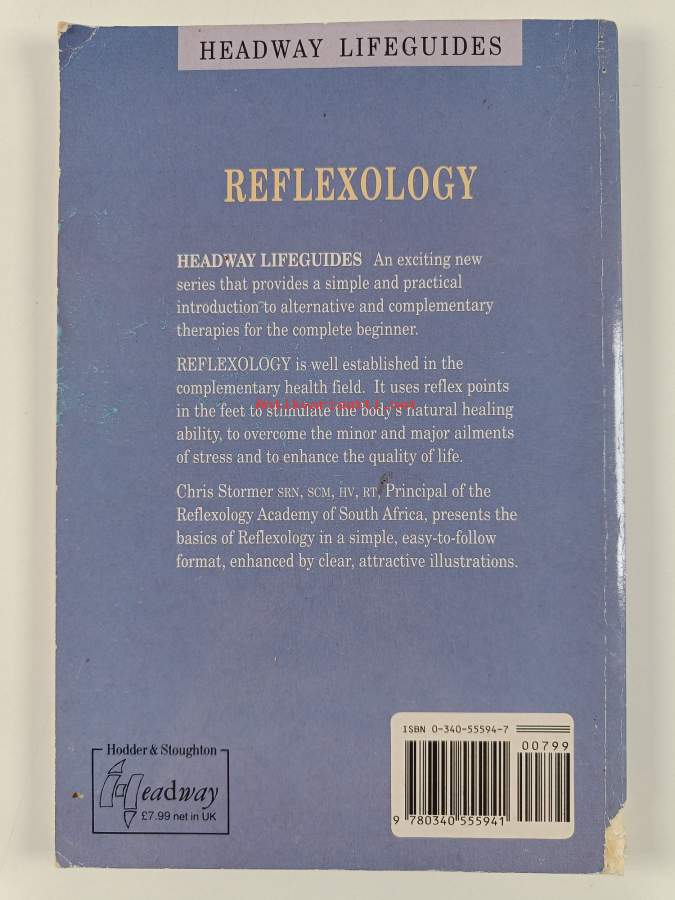 HEADWAY LIFEGUIDES
REFLEXOLOGY
HEADWAY LIFEGUIDES An exciting new
series that provides a simple and practical
introduction to alternative and complementary
therapies for the complete beginner.
REFLEXOLOGY is well established in the
complementary health field. It uses reflex points
in the feet to stimulate the body's natural healing
ability, to overcome the minor and major ailments
of stress and to enhance the quality of life.
Chris Stormer SRN, SCM, HV, RT, Principal of the
Reflexology Academy of South Africa, presents the
basics of Reflexology in a simple, easy-to-follow
format, enhanced by clear, attractive illustrations.
ISBN 0-340-55594-7
00799
9 780340 555941
Hodder & Stoughton
Headway
£7.99 net in UK